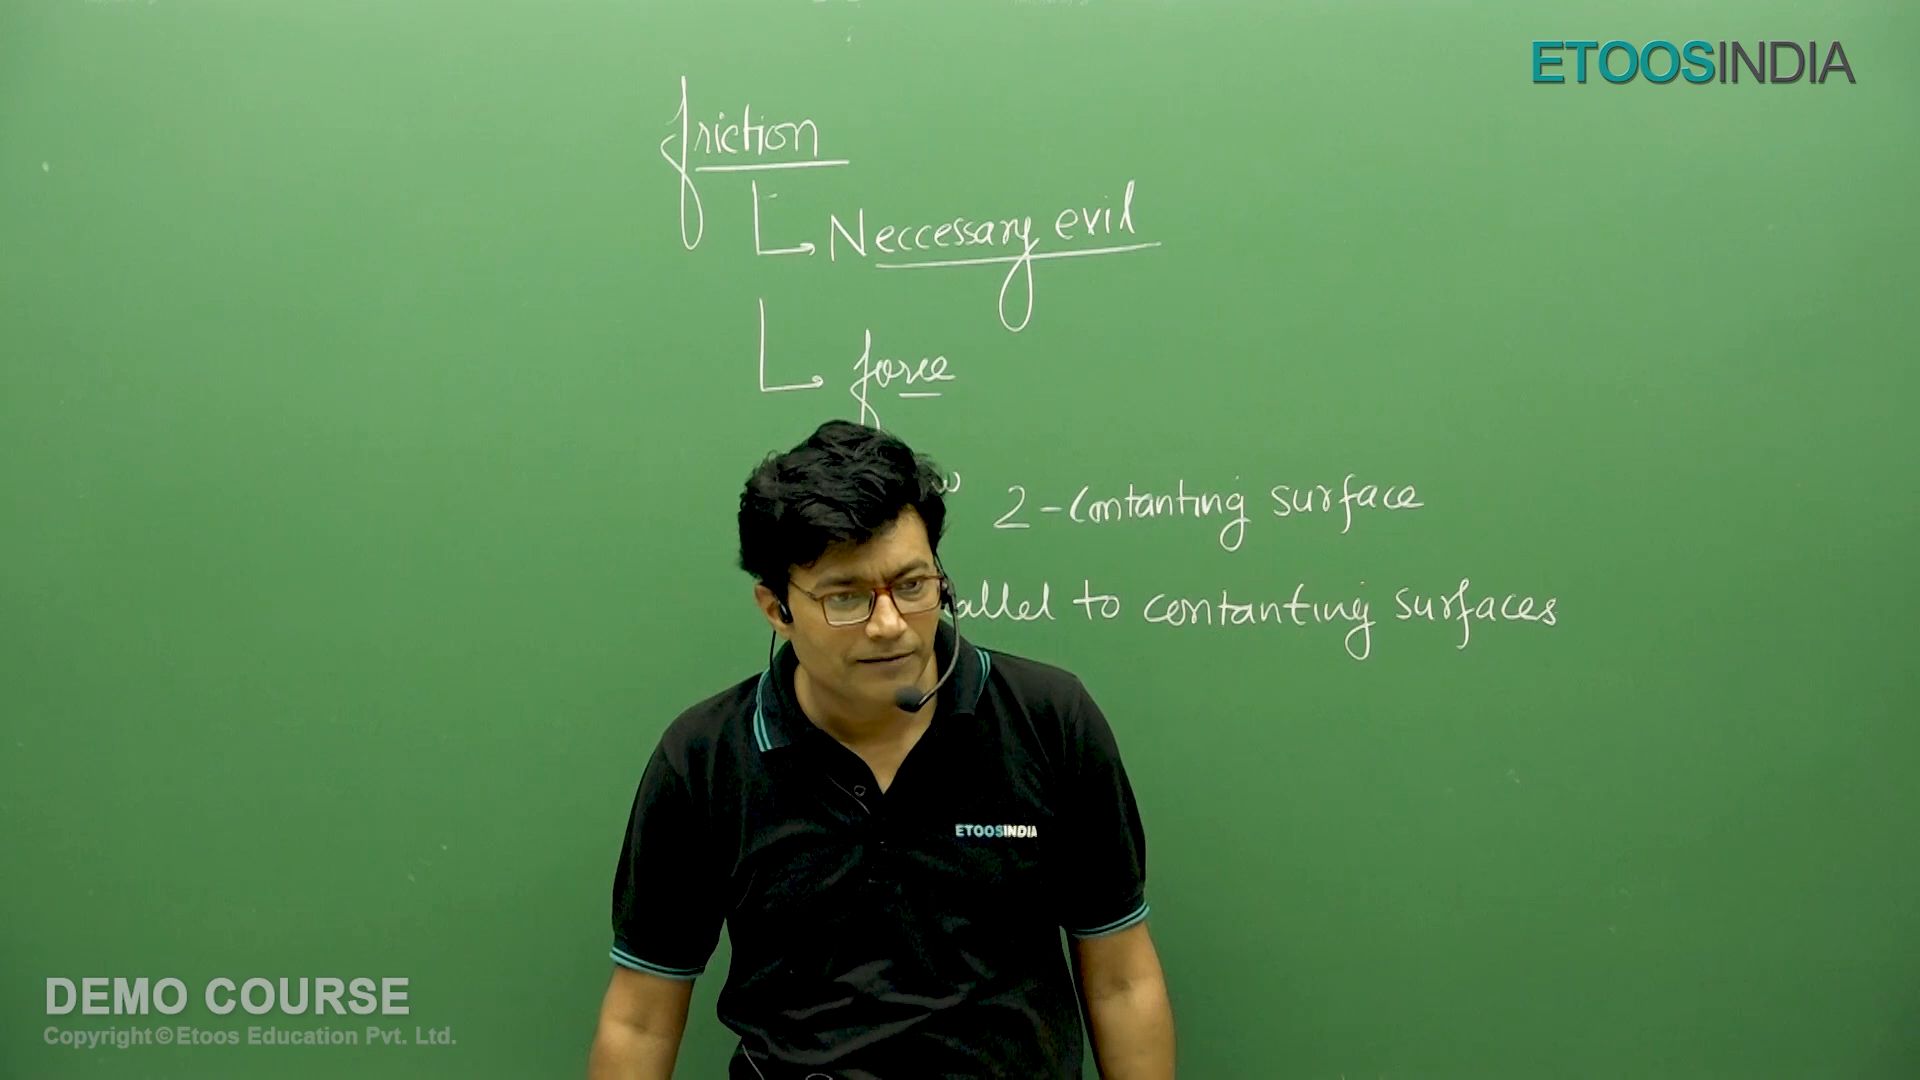 ETOOSINDIA
friction
Neccessary evil
force
2-Contanting surface
to contanting surfaces
ETOOSINDIA
DEMO COURSE
Copyright©Etoos Education Pvt. Ltd.